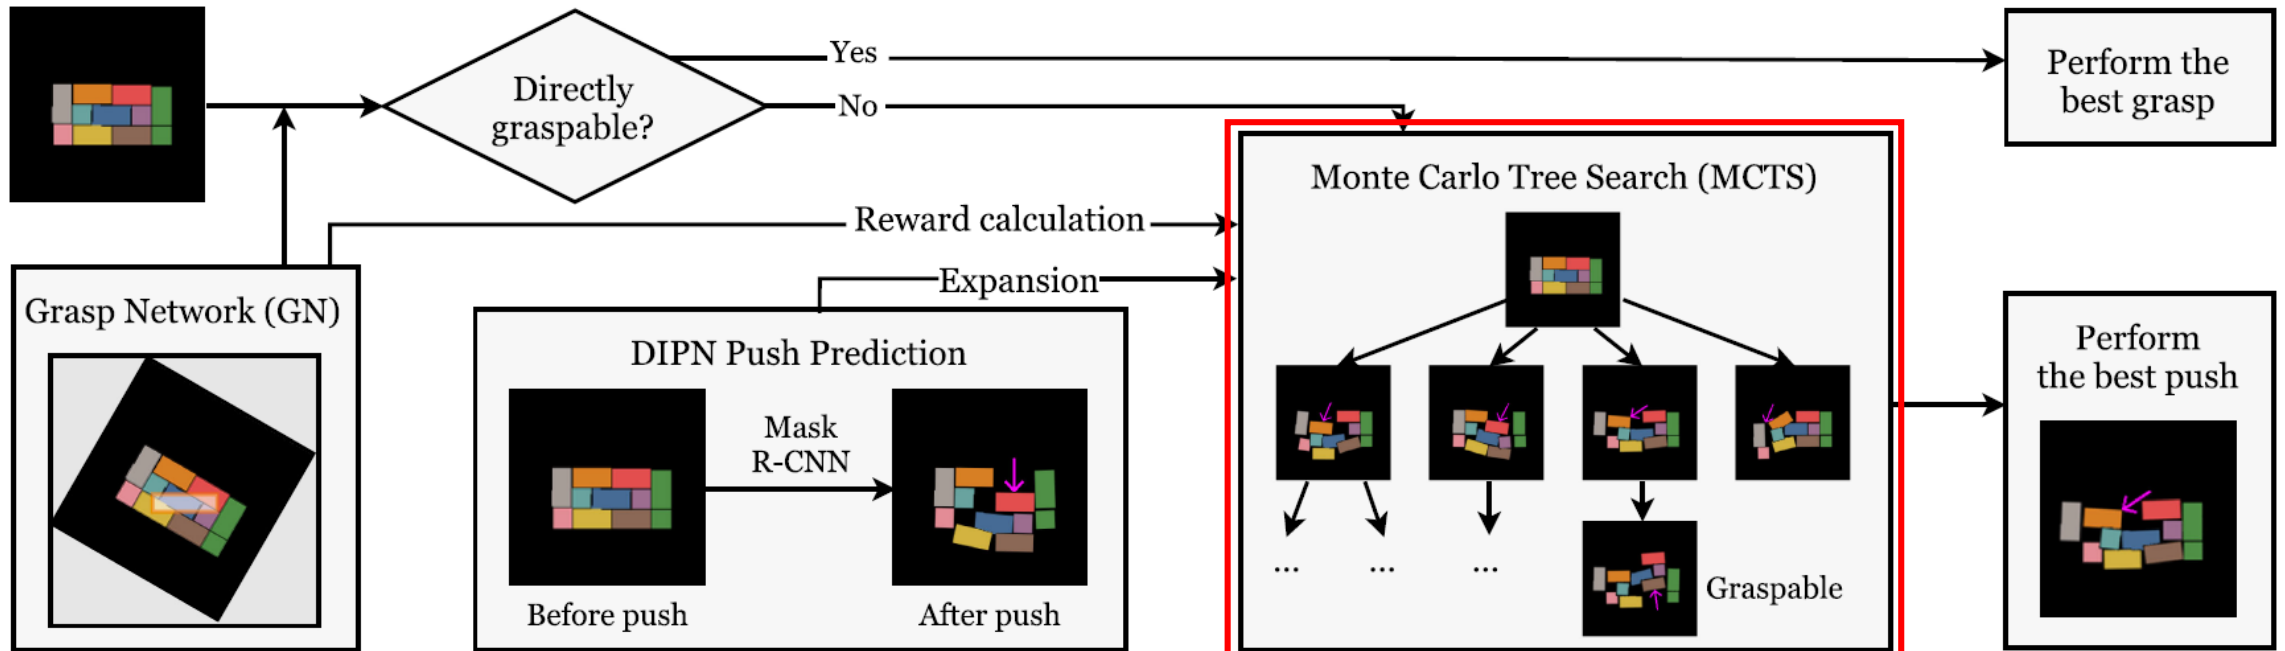 Directly
graspable?
Yes
No
Perform the
best grasp
Reward calculation
Expansion
Grasp Network (GN)
DIPN Push Prediction
Mask
R-CNN
Before push
After push
Monte Carlo Tree Search (MCTS)
...
...
...
Graspable
Perform
the best push